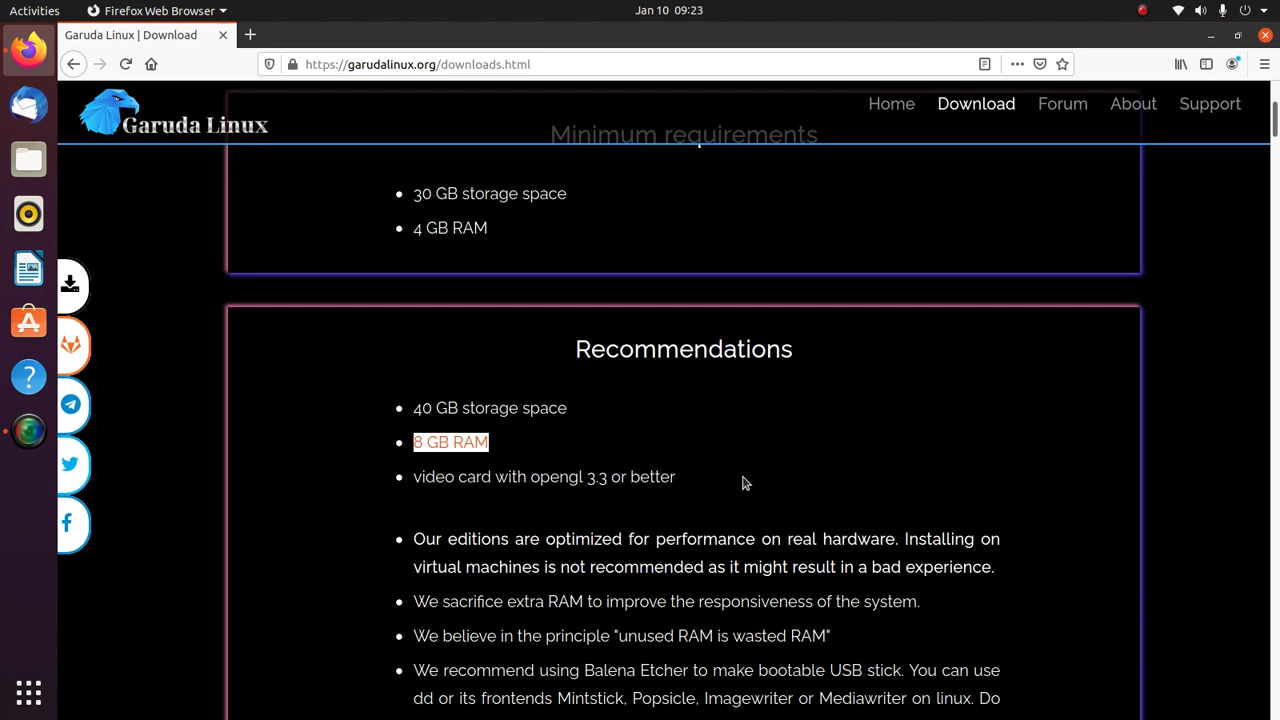 Activities
Firefox Web Browser
Jan 10 09:23
Garuda Linux | Download
https://garudalinux.org/downloads.html
Garuda Linux
Home Download Forum About Support
Minimum requirements
30 GB storage space
4 GB RAM
Recommendations
40 GB storage space
8 GB RAM
video card with opengl 3.3 or better
Our editions are optimized for performance on real hardware. Installing on
virtual machines is not recommended as it might result in a bad experience.
We sacrifice extra RAM to improve the responsiveness of the system.
We believe in the principle "unused RAM is wasted RAM"
We recommend using Balena Etcher to make bootable USB stick. You can use
dd or its frontends Mintstick, Popsicle, Imagewriter or Mediawriter on linux. Do